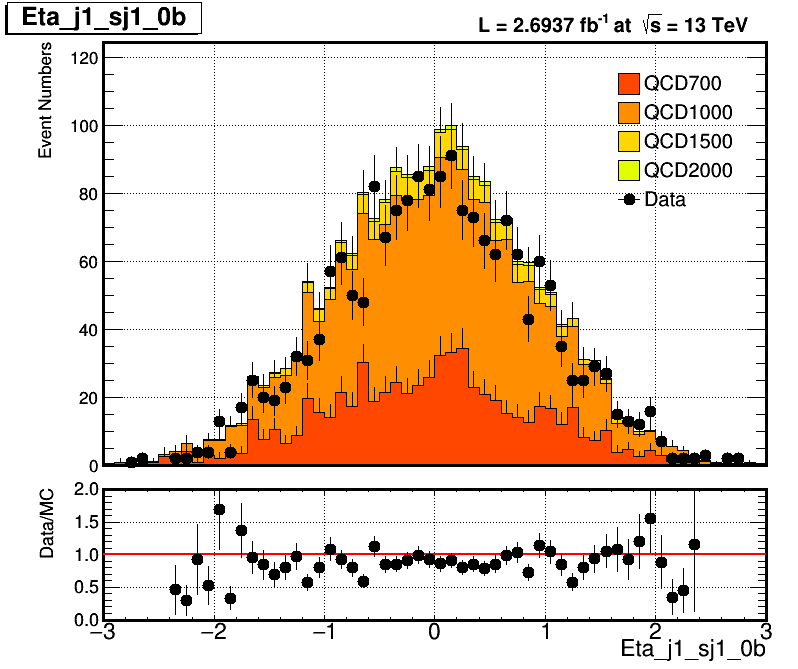 Eta_j1_sj1_0b
L = 2.6937 fb⁻¹ at √s = 13 TeV
Event Numbers
120
100
80
60
40
20
0
QCD700
QCD1000
QCD1500
QCD2000
Data
Data/MC
2.0
1.5
1.0
0.5
0.0
−3 −2 −1 0 1 2 3
Eta_j1_sj1_0b